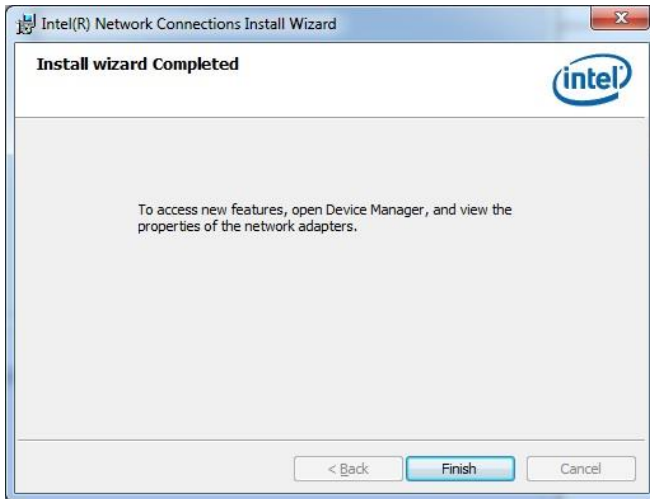 Intel(R) Network Connections Install Wizard
Install wizard Completed
intel
To access new features, open Device Manager, and view the
properties of the network adapters.
< Back
Finish
Cancel